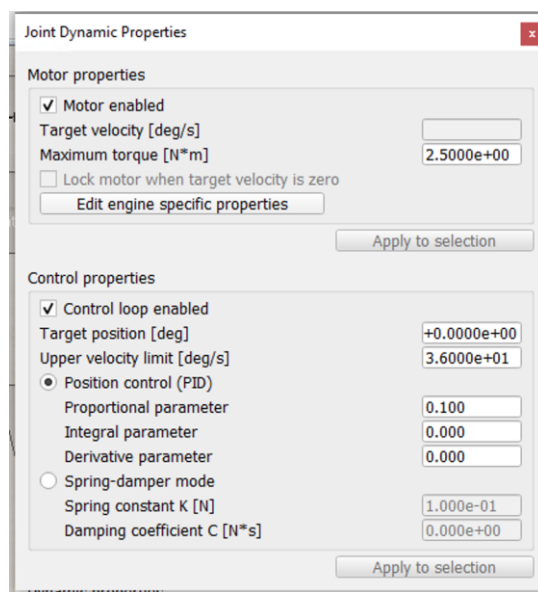 Joint Dynamic Properties
x
Motor properties
Motor enabled
Target velocity [deg/s]
Maximum torque [N*m] 2.5000e+00
Lock motor when target velocity is zero
Edit engine specific properties
Apply to selection
Control properties
Control loop enabled
Target position [deg] +0.0000e+00
Upper velocity limit [deg/s] 3.6000e+01
Position control (PID)
Proportional parameter 0.100
Integral parameter 0.000
Derivative parameter 0.000
Spring-damper mode
Spring constant K [N] 1.000e-01
Damping coefficient C [N*s] 0.000e+00
Apply to selection